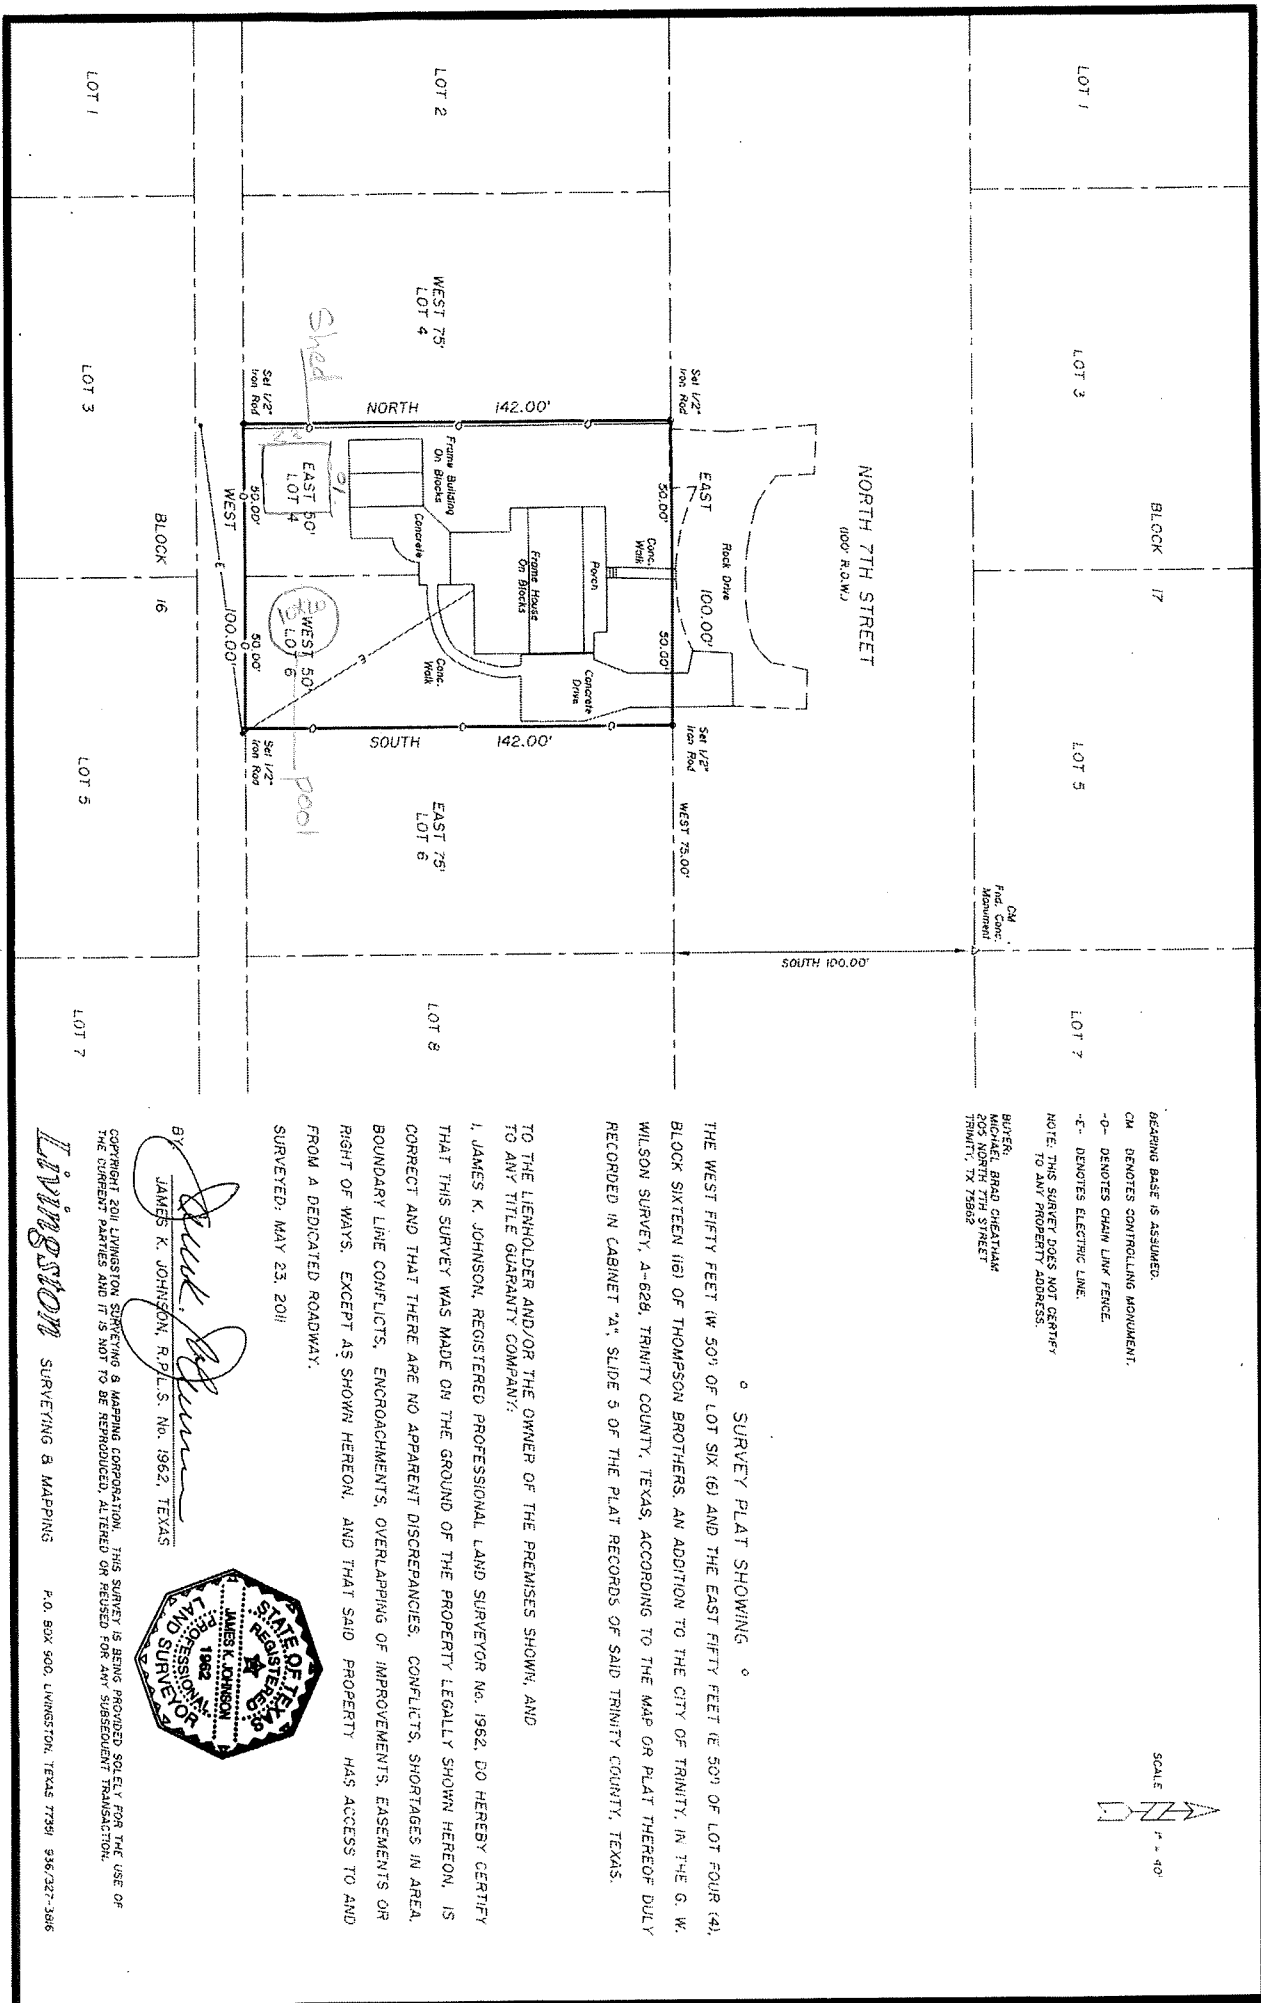 LOT 1
BLOCK 17
LOT 3
LOT 5
LOT 7
CM
Fnd. Conc.
Monument
NORTH 7TH STREET
(100' R.O.W.)
SOUTH 100.00'
Rock Drive
EAST 100.00'
50.00'
50.00'
WEST 75.00'
Set 1/2"
Iron Rod
Set 1/2"
Iron Rod
Conc.
Walk
Porch
Concrete
Drive
Frame House
On Blocks
LOT 2
WEST 75'
LOT 4
NORTH 142.00'
Frame Building
On Blocks
Concrete
Conc.
Walk
SOUTH 142.00'
EAST 75'
LOT 6
LOT 8
Shed
EAST 50'
LOT 4
WEST 50'
LOT 6
pool
Set 1/2"
Iron Rod
50.00'
50.00'
Set 1/2"
Iron Rod
WEST 100.00'
E
E
LOT 1
LOT 3
BLOCK 16
LOT 5
LOT 7
BEARING BASE IS ASSUMED.
CM DENOTES CONTROLLING MONUMENT.
-O- DENOTES CHAIN LINK FENCE.
-E- DENOTES ELECTRIC LINE.
NOTE: THIS SURVEY DOES NOT CERTIFY
TO ANY PROPERTY ADDRESS.
BUYER:
MICHAEL BRAD CHEATHAM
205 NORTH 7TH STREET
TRINITY, TX 75862
SCALE 1" = 40'
° SURVEY PLAT SHOWING °
THE WEST FIFTY FEET (W 50') OF LOT SIX (6) AND THE EAST FIFTY FEET (E 50') OF LOT FOUR (4),
BLOCK SIXTEEN (16) OF THOMPSON BROTHERS, AN ADDITION TO THE CITY OF TRINITY, IN THE G. W.
WILSON SURVEY, A-628, TRINITY COUNTY, TEXAS, ACCORDING TO THE MAP OR PLAT THEREOF DULY
RECORDED IN CABINET "A", SLIDE 5 OF THE PLAT RECORDS OF SAID TRINITY COUNTY, TEXAS.
TO THE LIENHOLDER AND/OR THE OWNER OF THE PREMISES SHOWN, AND
TO ANY TITLE GUARANTY COMPANY:
I, JAMES K. JOHNSON, REGISTERED PROFESSIONAL LAND SURVEYOR No. 1962, DO HEREBY CERTIFY
THAT THIS SURVEY WAS MADE ON THE GROUND OF THE PROPERTY LEGALLY SHOWN HEREON, IS
CORRECT AND THAT THERE ARE NO APPARENT DISCREPANCIES, CONFLICTS, SHORTAGES IN AREA,
BOUNDARY LINE CONFLICTS, ENCROACHMENTS, OVERLAPPING OF IMPROVEMENTS, EASEMENTS OR
RIGHT OF WAYS, EXCEPT AS SHOWN HEREON, AND THAT SAID PROPERTY HAS ACCESS TO AND
FROM A DEDICATED ROADWAY.
SURVEYED: MAY 23, 2011
BY:
JAMES K. JOHNSON, R.P.L.S. No. 1962, TEXAS
STATE OF TEXAS
REGISTERED
JAMES K. JOHNSON
1962
PROFESSIONAL
LAND SURVEYOR
COPYRIGHT 2011 LIVINGSTON SURVEYING & MAPPING CORPORATION. THIS SURVEY IS BEING PROVIDED SOLELY FOR THE USE OF
THE CURRENT PARTIES AND IT IS NOT TO BE REPRODUCED, ALTERED OR REUSED FOR ANY SUBSEQUENT TRANSACTION.
Livingston SURVEYING & MAPPING P.O. BOX 500, LIVINGSTON, TEXAS 77351 936/327-3816